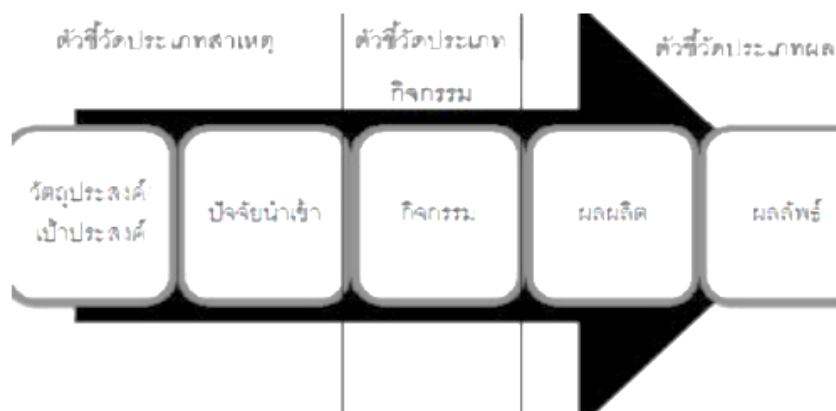 ตัวชี้วัดประเภทสาเหตุ
ตัวชี้วัดประเภท
กิจกรรม
ตัวชี้วัดประเภทผล
วัตถุประสงค์
เป้าประสงค์
ปัจจัยนำเข้า
กิจกรรม
ผลผลิต
ผลลัพธ์